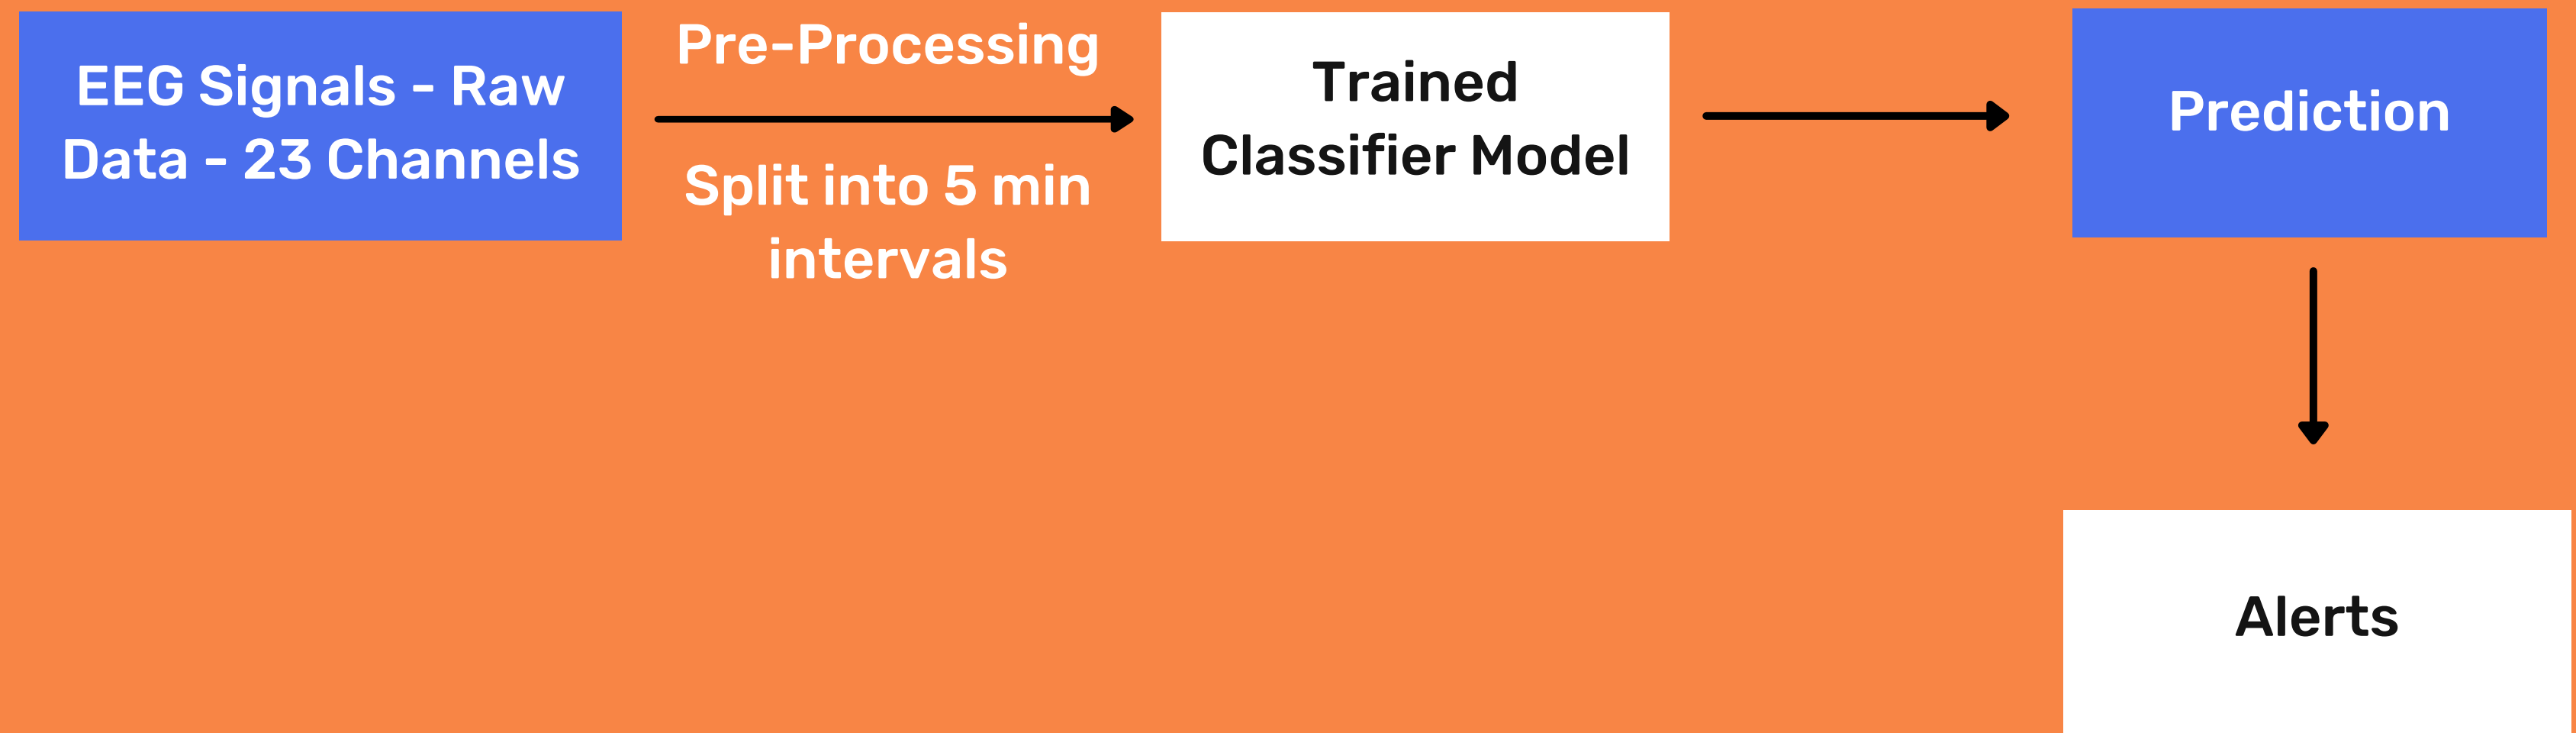 EEG Signals - Raw
Data - 23 Channels
Pre-Processing
Split into 5 min
intervals
Trained
Classifier Model
Prediction
Alerts